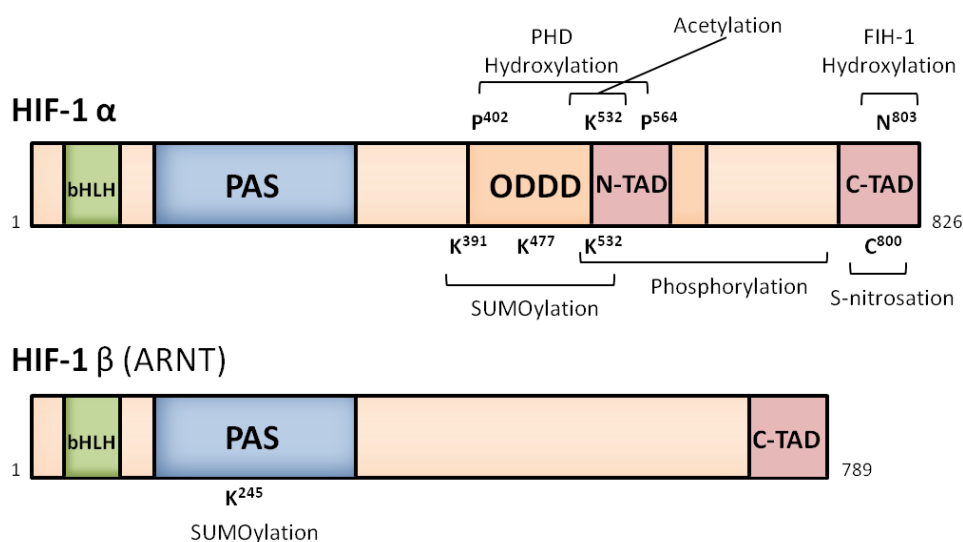 Acetylation
PHD
Hydroxylation
FIH-1
Hydroxylation
HIF-1 α
P⁴⁰² K⁵³² P⁵⁶⁴ N⁸⁰³
bHLH PAS ODDD N-TAD C-TAD
1 826
K³⁹¹ K⁴⁷⁷ K⁵³² C⁸⁰⁰
SUMOylation Phosphorylation S-nitrosation
HIF-1 β (ARNT)
bHLH PAS C-TAD
1 789
K²⁴⁵
SUMOylation